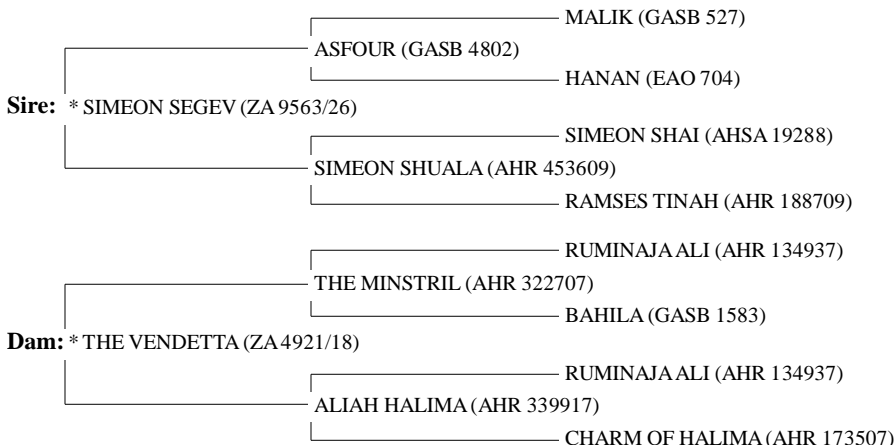 MALIK (GASB 527)
ASFOUR (GASB 4802)
HANAN (EAO 704)
Sire: * SIMEON SEGEV (ZA 9563/26)
SIMEON SHAI (AHSA 19288)
SIMEON SHUALA (AHR 453609)
RAMSES TINAH (AHR 188709)
RUMINAJA ALI (AHR 134937)
THE MINSTRIL (AHR 322707)
BAHILA (GASB 1583)
Dam: * THE VENDETTA (ZA 4921/18)
RUMINAJA ALI (AHR 134937)
ALIAH HALIMA (AHR 339917)
CHARM OF HALIMA (AHR 173507)